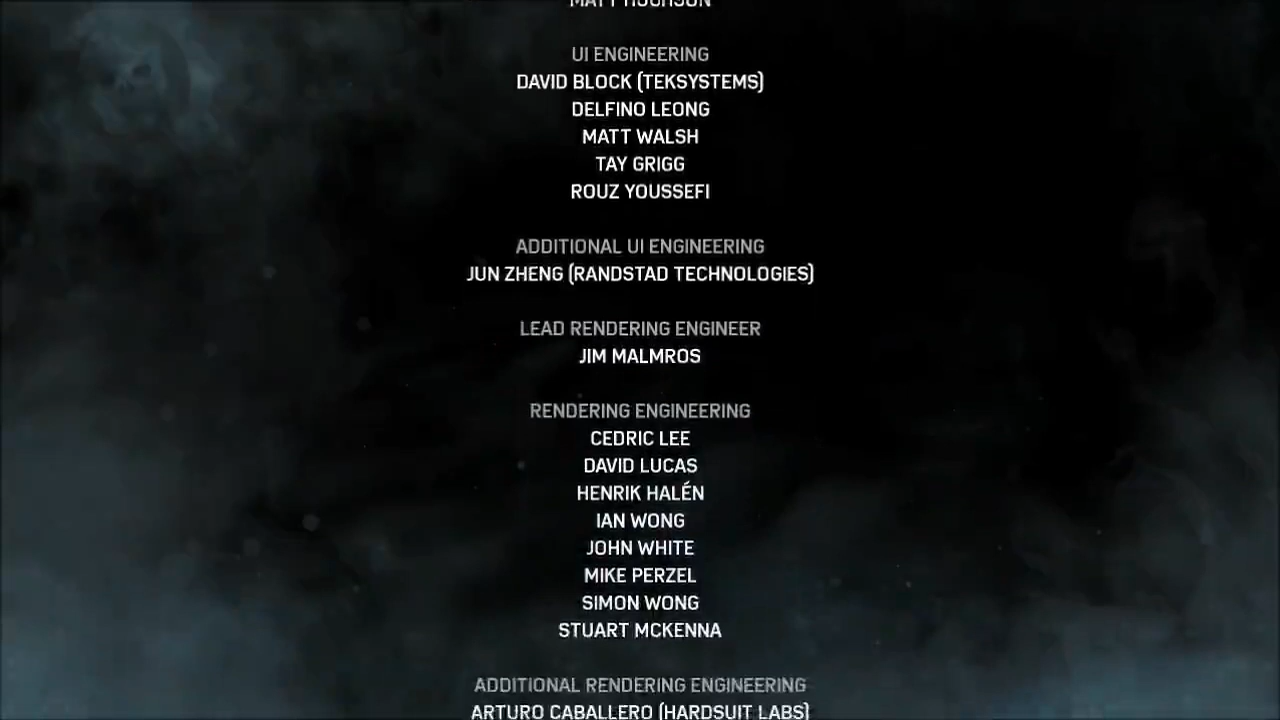 UI ENGINEERING
DAVID BLOCK (TEKSYSTEMS)
DELFINO LEONG
MATT WALSH
TAY GRIGG
ROUZ YOUSSEFI
ADDITIONAL UI ENGINEERING
JUN ZHENG (RANDSTAD TECHNOLOGIES)
LEAD RENDERING ENGINEER
JIM MALMROS
RENDERING ENGINEERING
CEDRIC LEE
DAVID LUCAS
HENRIK HALÉN
IAN WONG
JOHN WHITE
MIKE PERZEL
SIMON WONG
STUART MCKENNA
ADDITIONAL RENDERING ENGINEERING
ARTURO CABALLERO (HARDSUIT LABS)